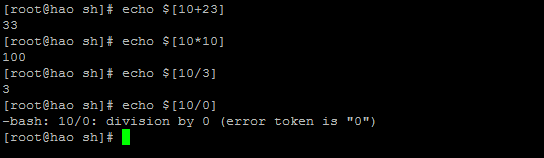 [root@hao sh]# echo $[10+23]
33
[root@hao sh]# echo $[10*10]
100
[root@hao sh]# echo $[10/3]
3
[root@hao sh]# echo $[10/0]
-bash: 10/0: division by 0 (error token is "0")
[root@hao sh]#